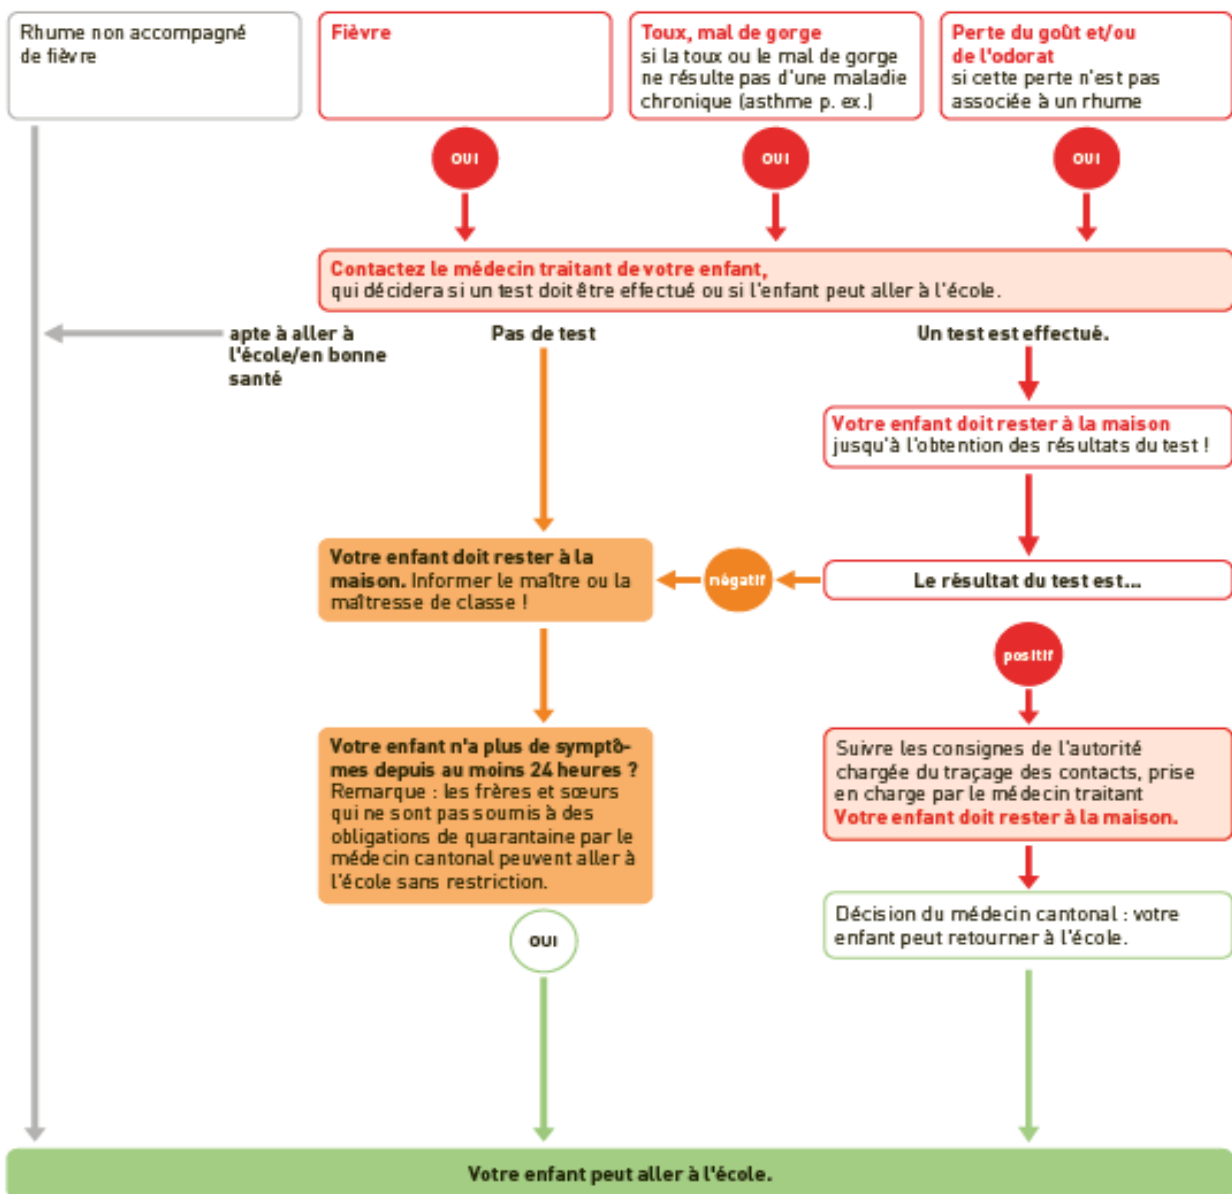 Rhume non accompagné
de fièvre
Fièvre
Toux, mal de gorge
si la toux ou le mal de gorge
ne résulte pas d'une maladie
chronique (asthme p. ex.)
Perte du goût et/ou
de l'odorat
si cette perte n'est pas
associée à un rhume
OUI
OUI
OUI
Contactez le médecin traitant de votre enfant,
qui décidera si un test doit être effectué ou si l'enfant peut aller à l'école.
apte à aller à
l'école/en bonne
santé
Pas de test
Un test est effectué.
Votre enfant doit rester à la maison
jusqu'à l'obtention des résultats du test !
Votre enfant doit rester à la
maison. Informer le maître ou la
maîtresse de classe !
négatif
Le résultat du test est...
positif
Votre enfant n'a plus de symptô-
mes depuis au moins 24 heures ?
Remarque : les frères et sœurs
qui ne sont pas soumis à des
obligations de quarantaine par le
médecin cantonal peuvent aller à
l'école sans restriction.
Suivre les consignes de l'autorité
chargée du traçage des contacts, prise
en charge par le médecin traitant
Votre enfant doit rester à la maison.
OUI
Décision du médecin cantonal : votre
enfant peut retourner à l'école.
Votre enfant peut aller à l'école.